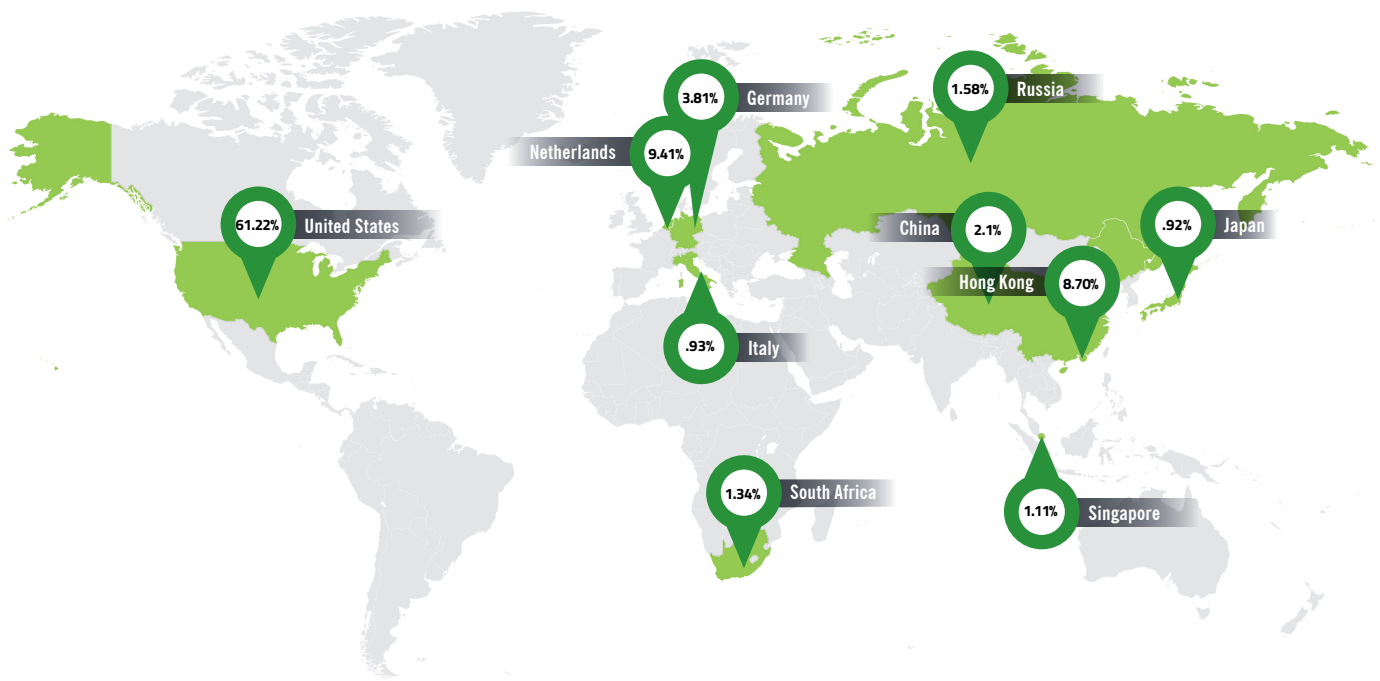 3.81% Germany
1.58% Russia
Netherlands 9.41%
61.22% United States
China 2.1%
.92% Japan
Hong Kong 8.70%
.93% Italy
1.34% South Africa
1.11% Singapore